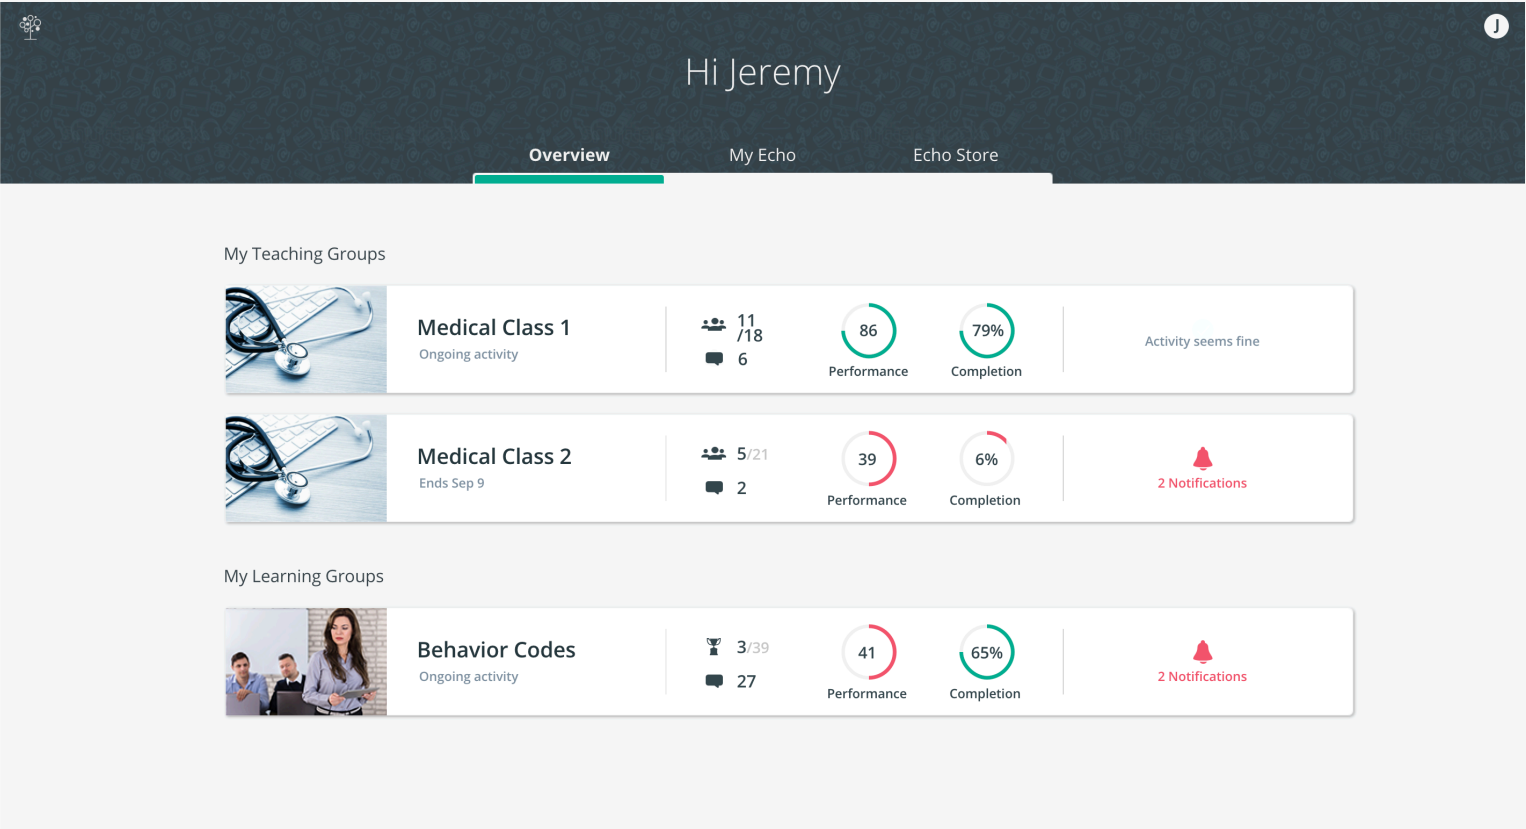 J
Hi Jeremy
Overview
My Echo
Echo Store
My Teaching Groups
Medical Class 1
Ongoing activity
11
/18
6
86
Performance
79%
Completion
Activity seems fine
Medical Class 2
Ends Sep 9
5/21
2
39
Performance
6%
Completion
2 Notifications
My Learning Groups
Behavior Codes
Ongoing activity
3/39
27
41
Performance
65%
Completion
2 Notifications